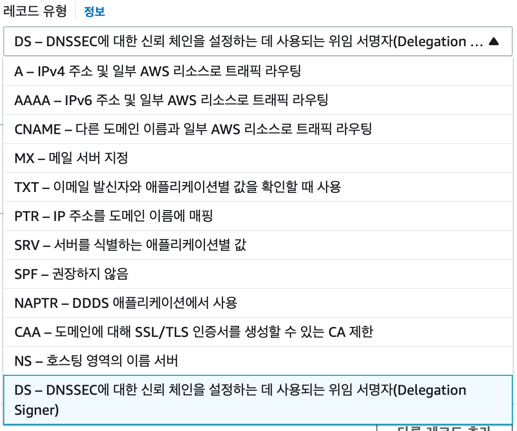 레코드 유형 정보
DS – DNSSEC에 대한 신뢰 체인을 설정하는 데 사용되는 위임 서명자(Delegation ...
A – IPv4 주소 및 일부 AWS 리소스로 트래픽 라우팅
AAAA – IPv6 주소 및 일부 AWS 리소스로 트래픽 라우팅
CNAME – 다른 도메인 이름과 일부 AWS 리소스로 트래픽 라우팅
MX – 메일 서버 지정
TXT – 이메일 발신자와 애플리케이션별 값을 확인할 때 사용
PTR – IP 주소를 도메인 이름에 매핑
SRV – 서버를 식별하는 애플리케이션별 값
SPF – 권장하지 않음
NAPTR – DDDS 애플리케이션에서 사용
CAA – 도메인에 대해 SSL/TLS 인증서를 생성할 수 있는 CA 제한
NS – 호스팅 영역의 이름 서버
DS – DNSSEC에 대한 신뢰 체인을 설정하는 데 사용되는 위임 서명자(Delegation
Signer)